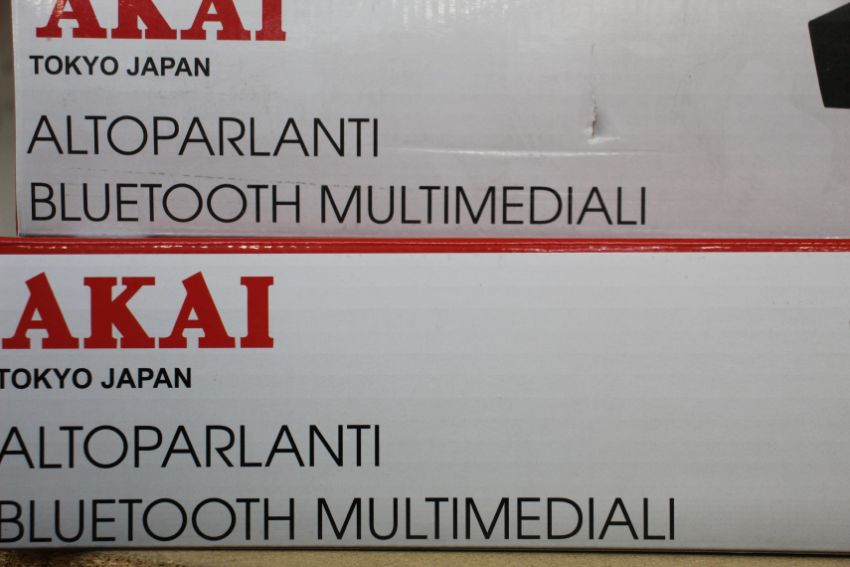 AKAI
TOKYO JAPAN
ALTOPARLANTI
BLUETOOTH MULTIMEDIALI
AKAI
TOKYO JAPAN
ALTOPARLANTI
BLUETOOTH MULTIMEDIALI